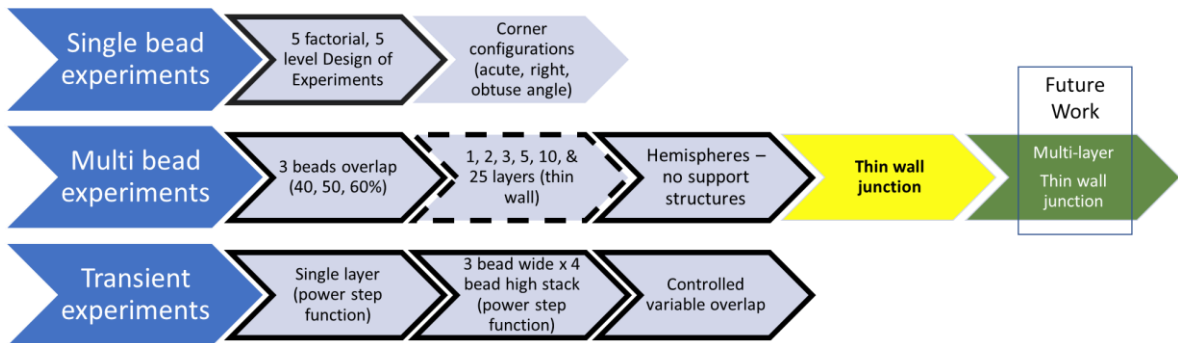 Single bead
experiments
5 factorial, 5
level Design of
Experiments
Corner
configurations
(acute, right,
obtuse angle)
Multi bead
experiments
3 beads overlap
(40, 50, 60%)
1, 2, 3, 5, 10, &
25 layers (thin
wall)
Hemispheres –
no support
structures
Thin wall
junction
Future
Work
Multi-layer
Thin wall
junction
Transient
experiments
Single layer
(power step
function)
3 bead wide x 4
bead high stack
(power step
function)
Controlled
variable overlap